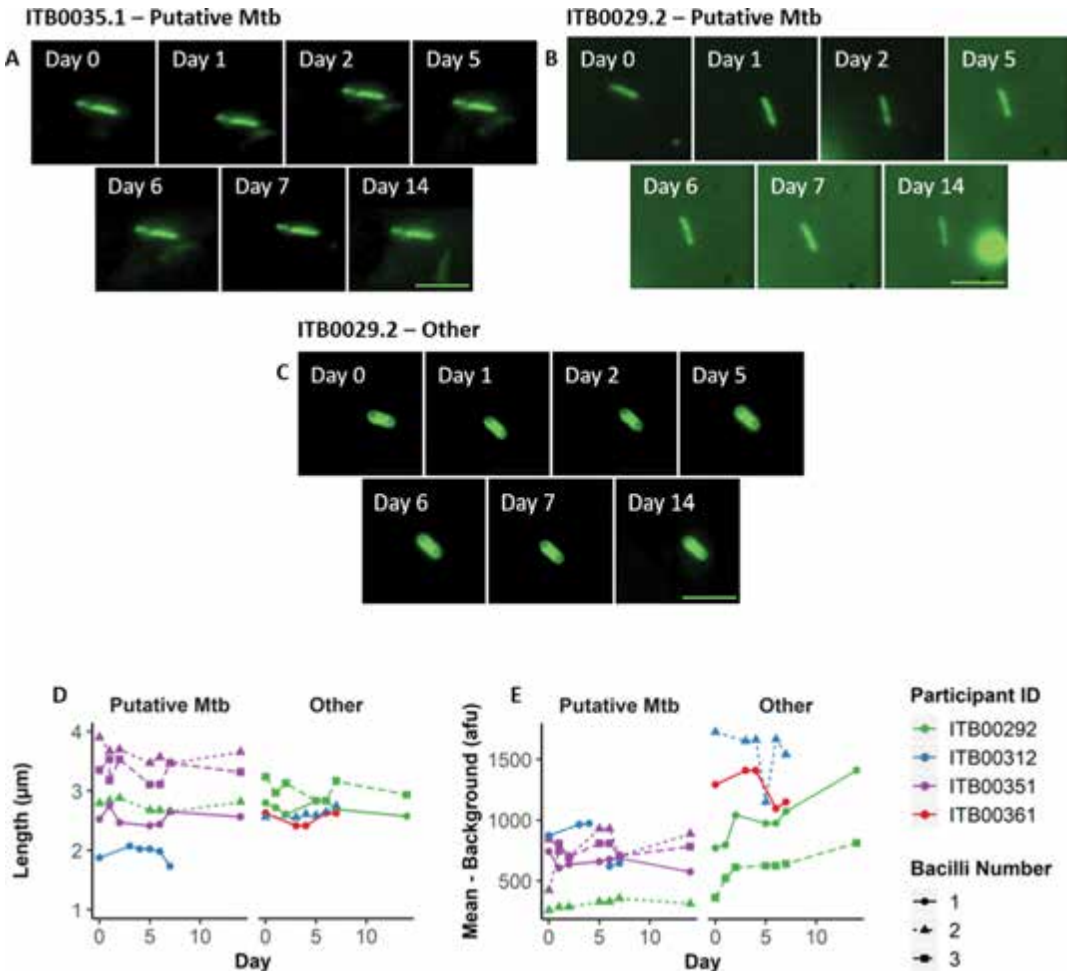 ITB0035.1 – Putative Mtb
A
Day 0
Day 1
Day 2
Day 5
Day 6
Day 7
Day 14
ITB0029.2 – Putative Mtb
B
Day 0
Day 1
Day 2
Day 5
Day 6
Day 7
Day 14
ITB0029.2 – Other
C
Day 0
Day 1
Day 2
Day 5
Day 6
Day 7
Day 14
D
Putative Mtb
Other
Length (µm)
4
3
2
1
0
5
10
0
5
10
Day
E
Putative Mtb
Other
Mean - Background (afu)
1500
1000
500
0
5
10
0
5
10
Day
Participant ID
ITB00292
ITB00312
ITB00351
ITB00361
Bacilli Number
1
2
3